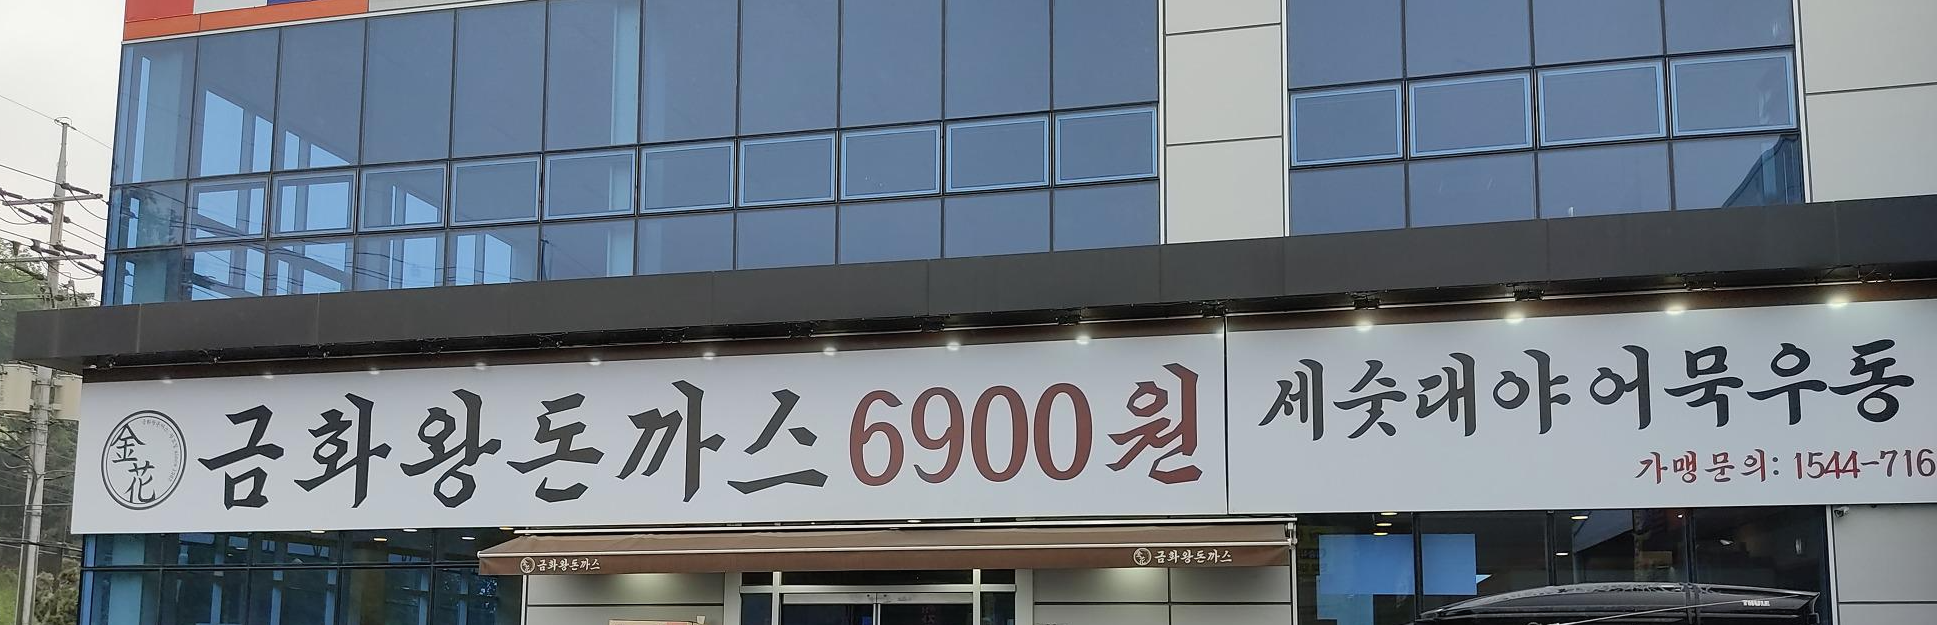 金花
금화왕돈까스 6900원
세숫대야 어묵우동
가맹문의: 1544-716
금화왕돈까스
금화왕돈까스
THULE